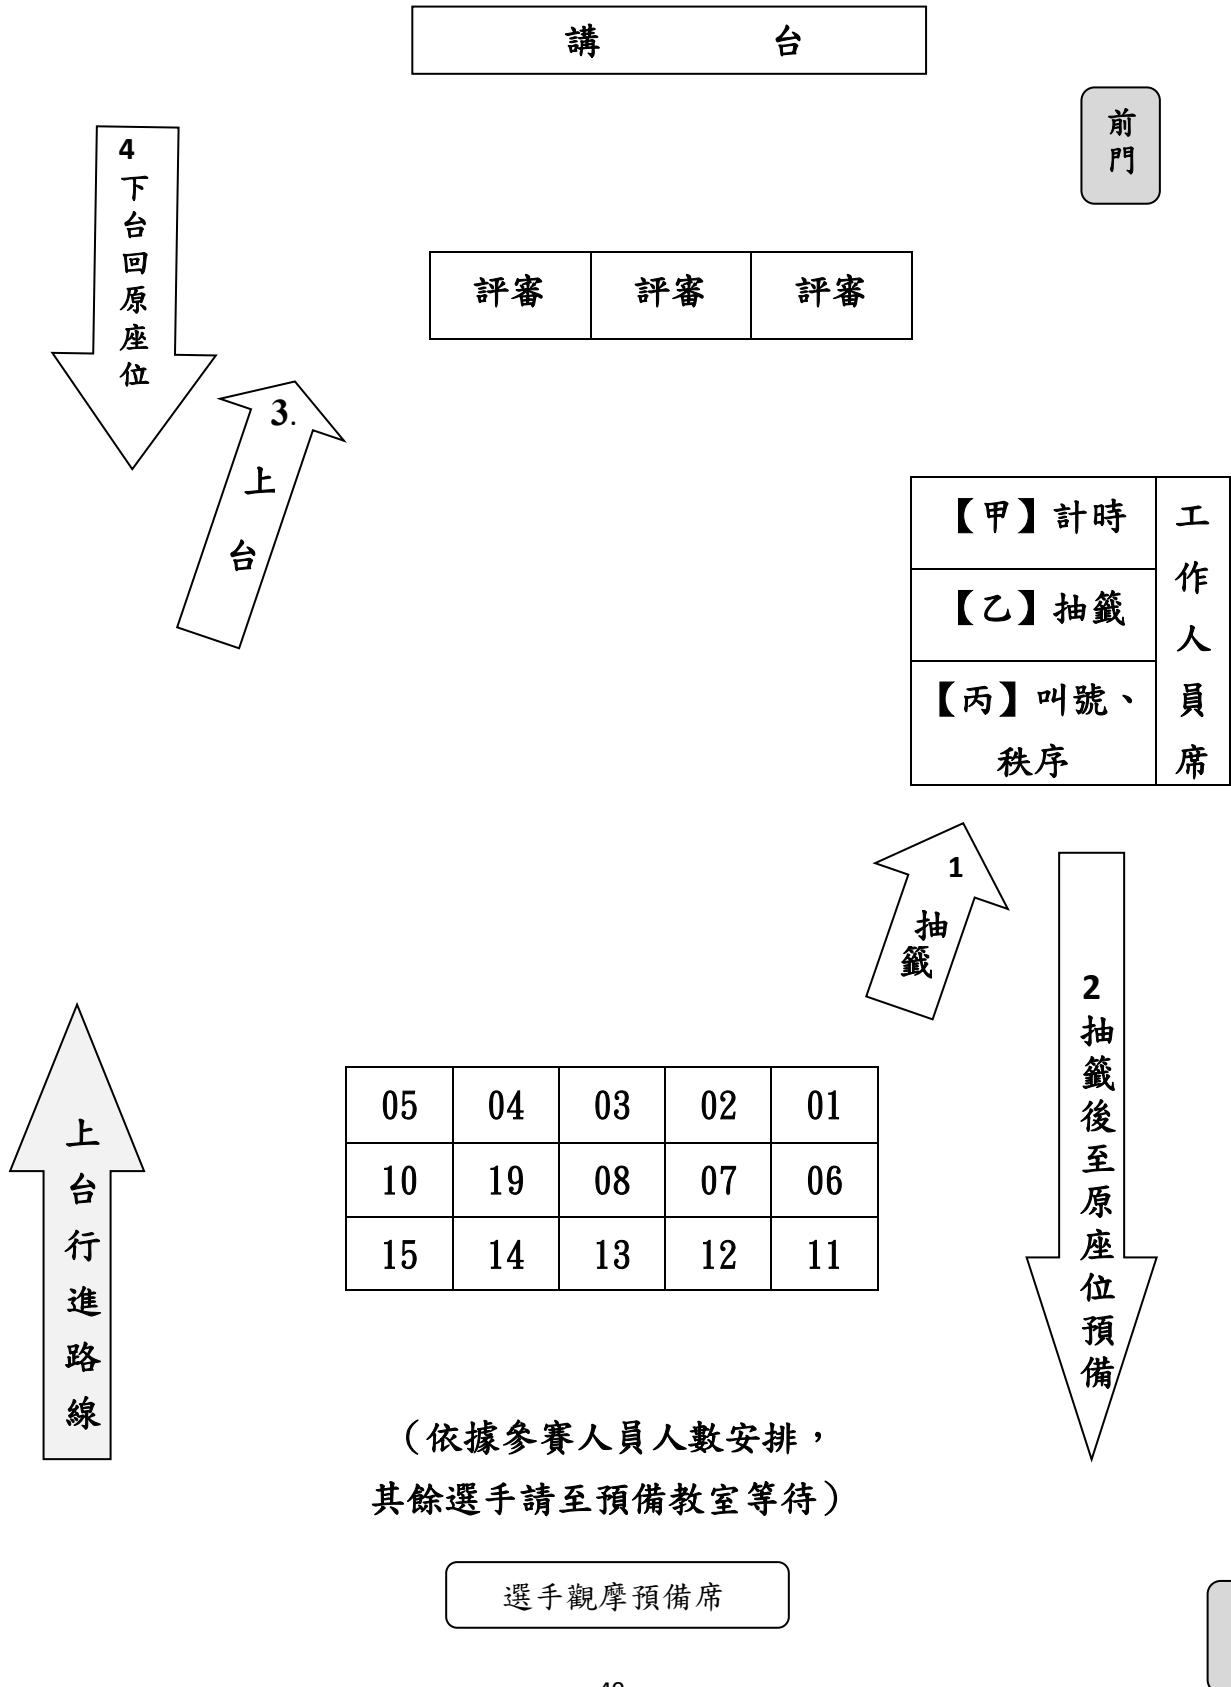 講 台
前門
4下台回原座位
評審 評審 評審
3.上台
【甲】計時
【乙】抽籤
【丙】叫號、
秩序
工作人員席
1
抽籤
2抽籤後至原座位預備
上台行進路線
05 04 03 02 01
10 19 08 07 06
15 14 13 12 11
（依據參賽人員人數安排，
其餘選手請至預備教室等待）
選手觀摩預備席